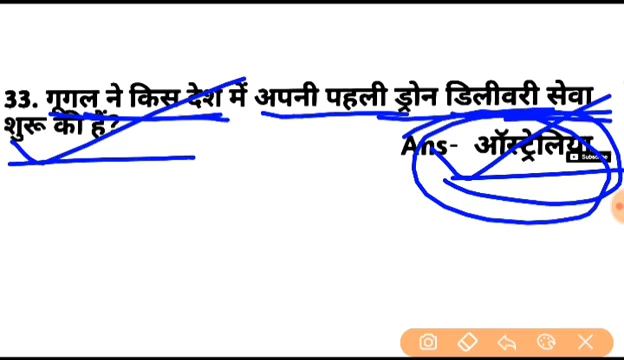 33. गूगल ने किस देश में अपनी पहली ड्रोन डिलीवरी सेवा
शुरू की हैं?
Ans- ऑस्ट्रेलिया